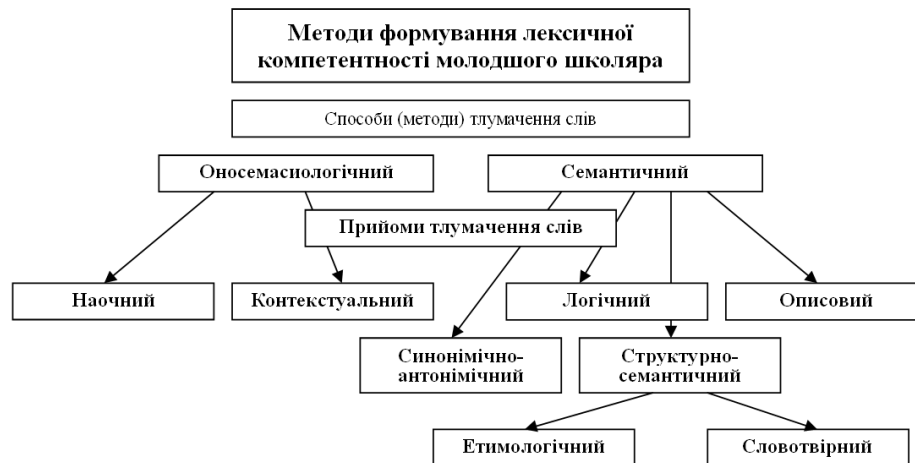 Методи формування лексичної
компетентності молодшого школяра
Способи (методи) тлумачення слів
Оносемасиологічний
Семантичний
Прийоми тлумачення слів
Наочний
Контекстуальний
Логічний
Описовий
Синонімічно-
антонімічний
Структурно-
семантичний
Етимологічний
Словотвірний